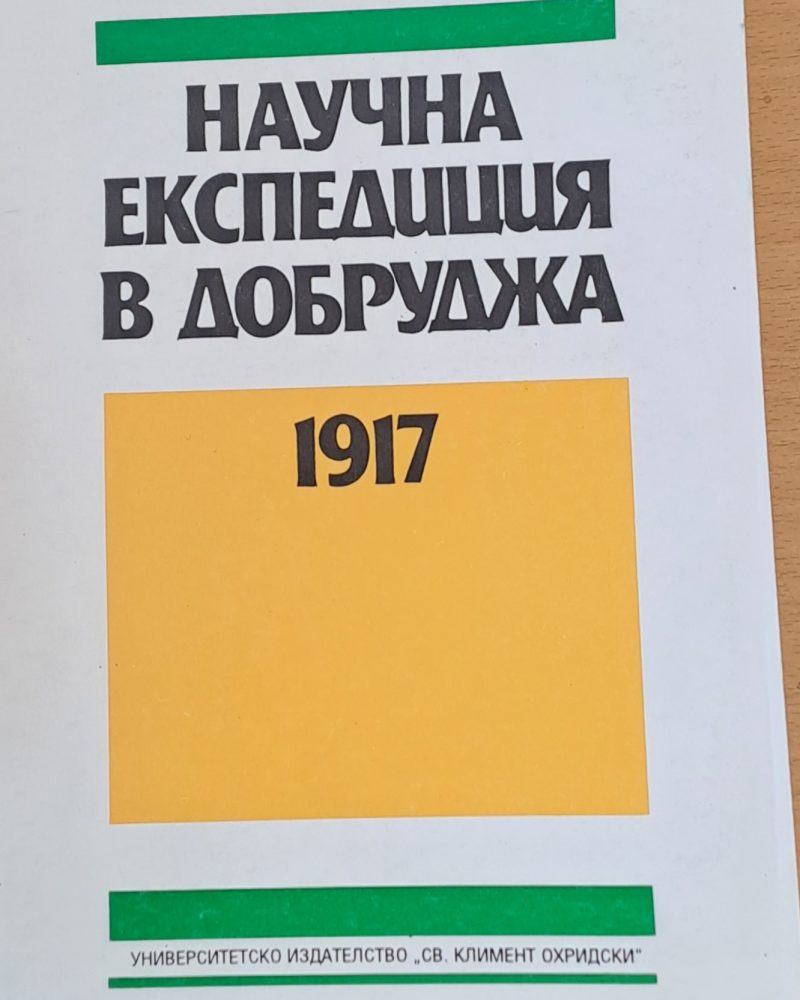 НАУЧНА
ЕКСПЕДИЦИЯ
В ДОБРУДЖА
1917
УНИВЕРСИТЕТСКО ИЗДАТЕЛСТВО „СВ. КЛИМЕНТ ОХРИДСКИ“